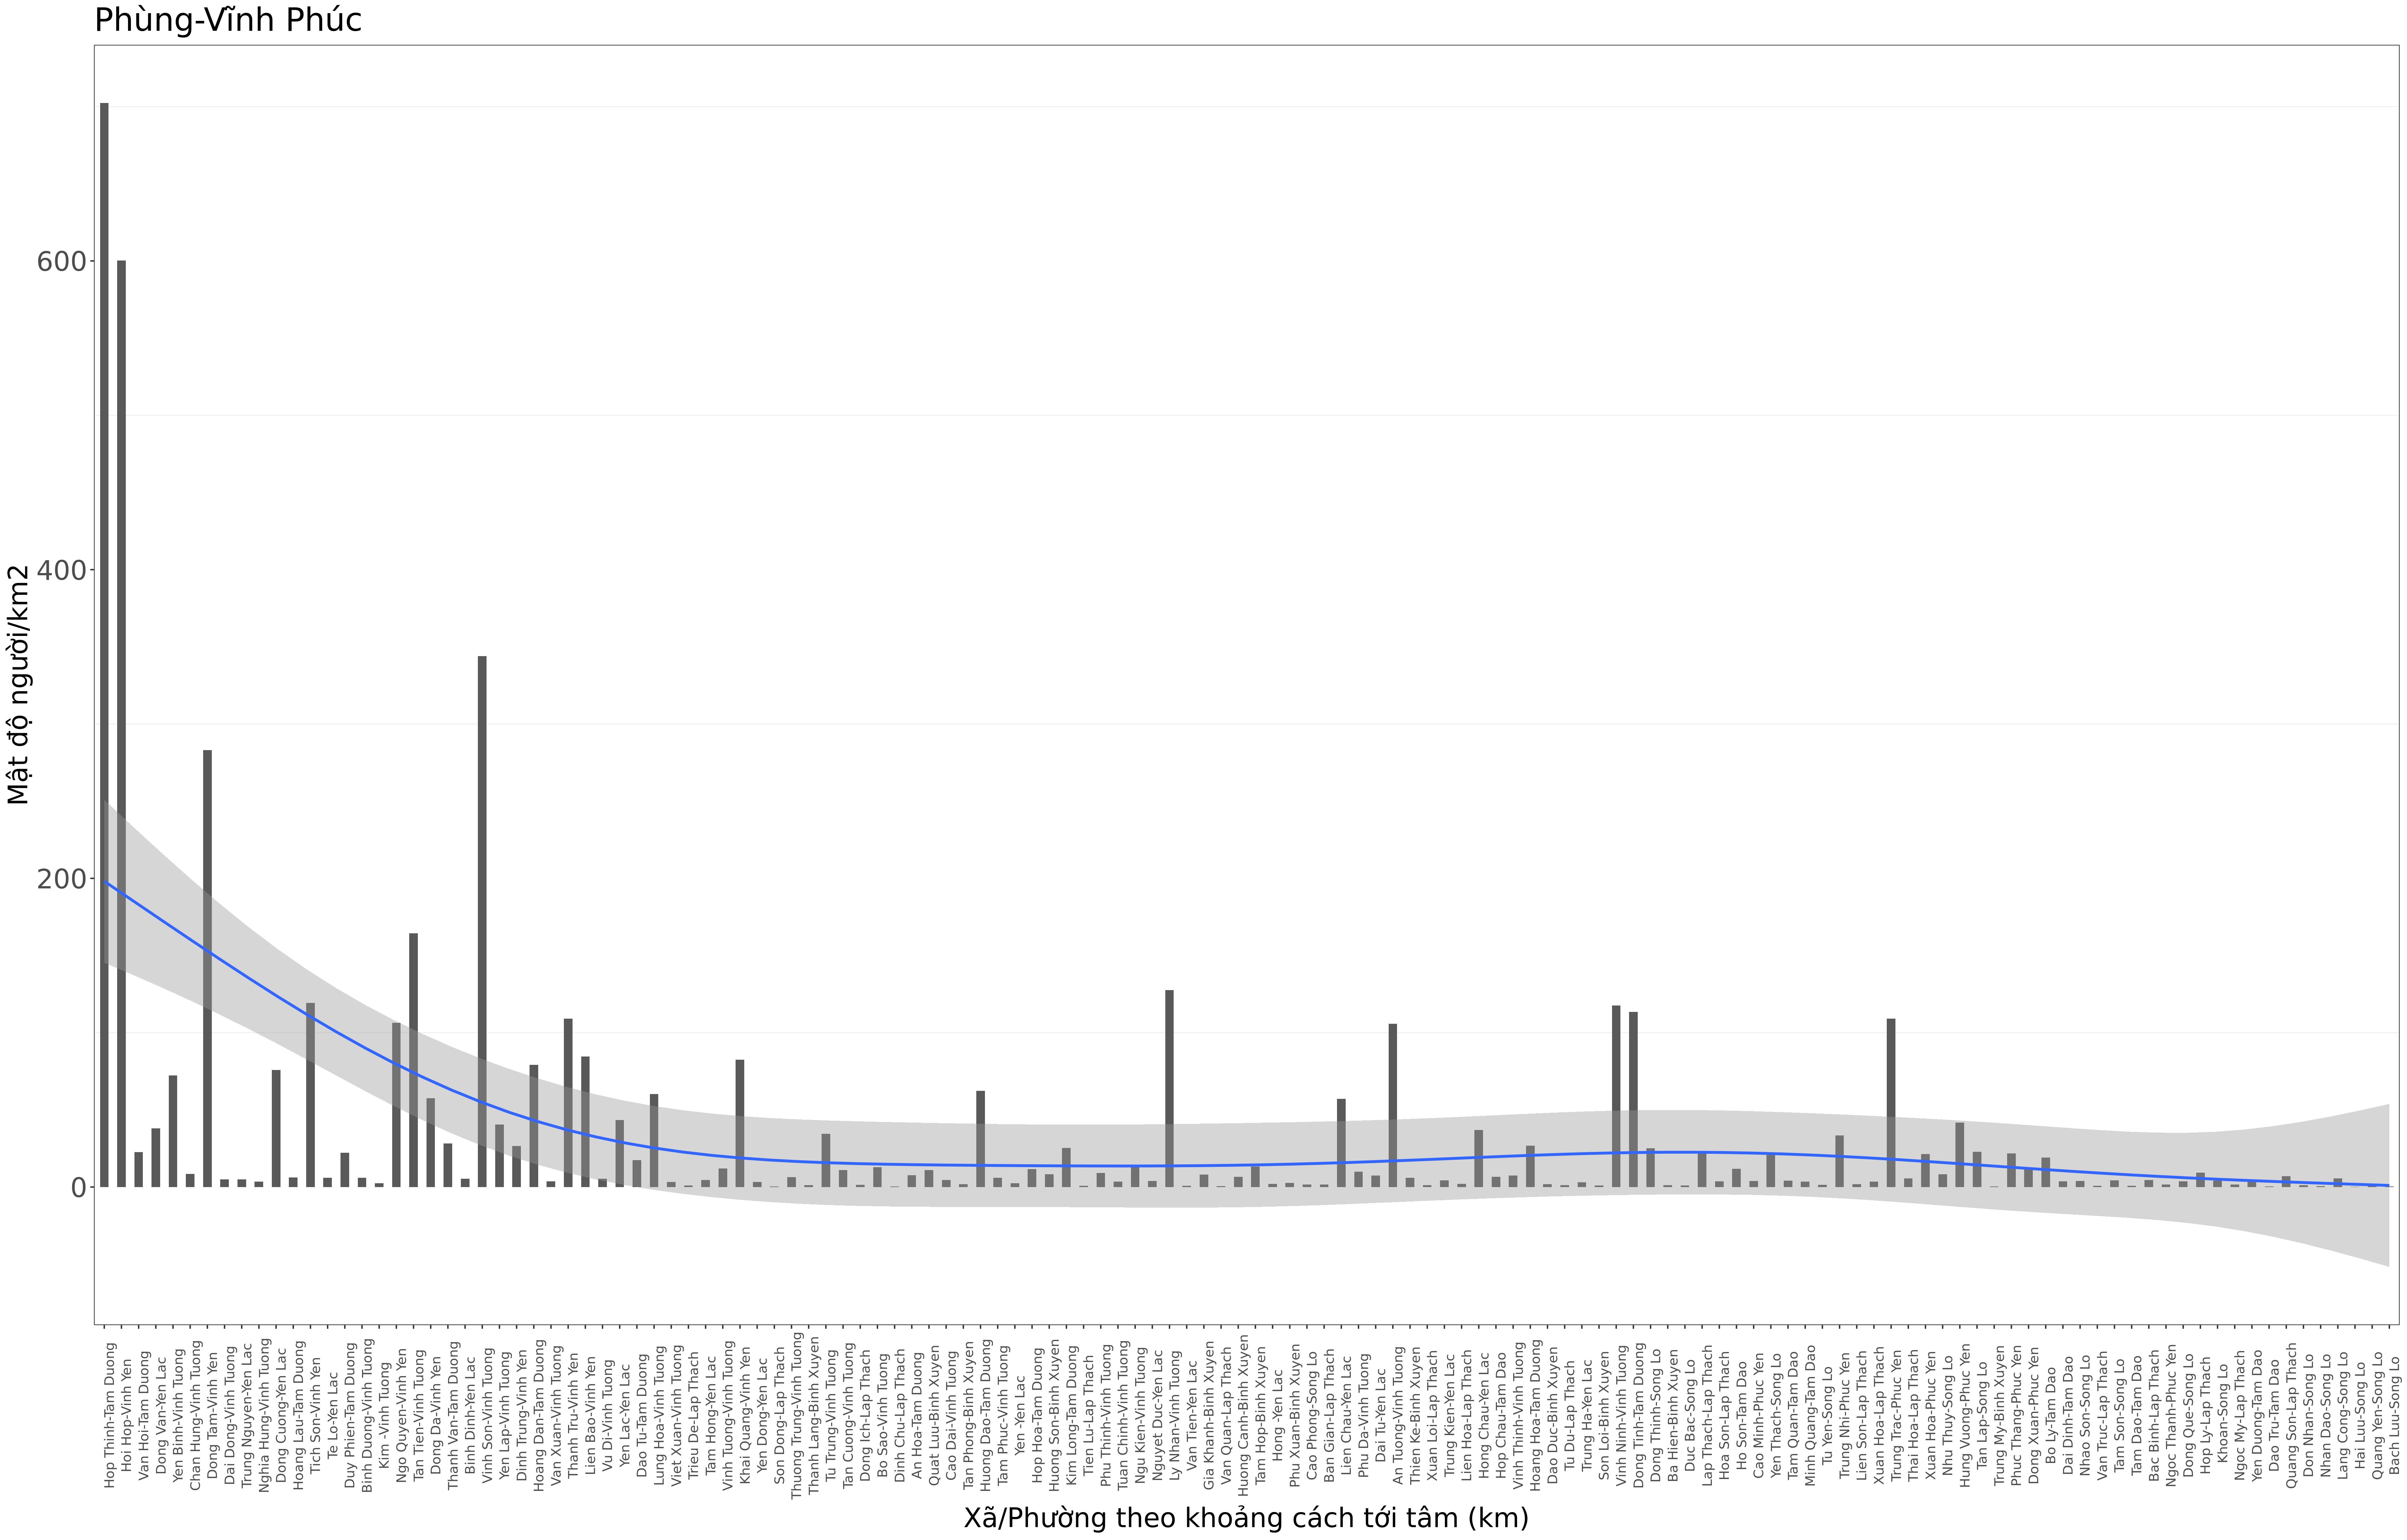 Phùng-Vĩnh Phúc
Mật độ người/km2
600
400
200
0
Hop Thinh-Tam Duong
Hoi Hop-Vinh Yen
Van Hoi-Tam Duong
Dong Van-Yen Lac
Yen Binh-Vinh Tuong
Chan Hung-Vinh Tuong
Dong Tam-Vinh Yen
Dai Dong-Vinh Tuong
Trung Nguyen-Yen Lac
Nghia Hung-Vinh Tuong
Dong Cuong-Yen Lac
Hoang Lau-Tam Duong
Tich Son-Vinh Yen
Te Lo-Yen Lac
Duy Phien-Tam Duong
Binh Duong-Vinh Tuong
Kim -Vinh Tuong
Ngo Quyen-Vinh Yen
Tan Tien-Vinh Tuong
Dong Da-Vinh Yen
Thanh Van-Tam Duong
Binh Dinh-Yen Lac
Vinh Son-Vinh Tuong
Yen Lap-Vinh Tuong
Dinh Trung-Vinh Yen
Hoang Dan-Tam Duong
Van Xuan-Vinh Tuong
Thanh Tru-Vinh Yen
Lien Bao-Vinh Yen
Vu Di-Vinh Tuong
Yen Lac-Yen Lac
Dao Tu-Tam Duong
Lung Hoa-Vinh Tuong
Viet Xuan-Vinh Tuong
Trieu De-Lap Thach
Tam Hong-Yen Lac
Vinh Tuong-Vinh Tuong
Khai Quang-Vinh Yen
Yen Dong-Yen Lac
Son Dong-Lap Thach
Thuong Trung-Vinh Tuong
Thanh Lang-Binh Xuyen
Tu Trung-Vinh Tuong
Tan Cuong-Vinh Tuong
Dong Ich-Lap Thach
Bo Sao-Vinh Tuong
Dinh Chu-Lap Thach
An Hoa-Tam Duong
Quat Luu-Binh Xuyen
Cao Dai-Vinh Tuong
Tan Phong-Binh Xuyen
Huong Dao-Tam Duong
Tam Phuc-Vinh Tuong
Yen -Yen Lac
Hop Hoa-Tam Duong
Huong Son-Binh Xuyen
Kim Long-Tam Duong
Tien Lu-Lap Thach
Phu Thinh-Vinh Tuong
Tuan Chinh-Vinh Tuong
Ngu Kien-Vinh Tuong
Nguyet Duc-Yen Lac
Ly Nhan-Vinh Tuong
Van Tien-Yen Lac
Gia Khanh-Binh Xuyen
Van Quan-Lap Thach
Huong Canh-Binh Xuyen
Tam Hop-Binh Xuyen
Hong -Yen Lac
Phu Xuan-Binh Xuyen
Cao Phong-Song Lo
Ban Gian-Lap Thach
Lien Chau-Yen Lac
Phu Da-Vinh Tuong
Dai Tu-Yen Lac
An Tuong-Vinh Tuong
Thien Ke-Binh Xuyen
Xuan Loi-Lap Thach
Trung Kien-Yen Lac
Lien Hoa-Lap Thach
Hong Chau-Yen Lac
Hop Chau-Tam Dao
Vinh Thinh-Vinh Tuong
Hoang Hoa-Tam Duong
Dao Duc-Binh Xuyen
Tu Du-Lap Thach
Trung Ha-Yen Lac
Son Loi-Binh Xuyen
Vinh Ninh-Vinh Tuong
Dong Tinh-Tam Duong
Dong Thinh-Song Lo
Ba Hien-Binh Xuyen
Duc Bac-Song Lo
Lap Thach-Lap Thach
Hoa Son-Lap Thach
Ho Son-Tam Dao
Cao Minh-Phuc Yen
Yen Thach-Song Lo
Tam Quan-Tam Dao
Minh Quang-Tam Dao
Tu Yen-Song Lo
Trung Nhi-Phuc Yen
Lien Son-Lap Thach
Xuan Hoa-Lap Thach
Trung Trac-Phuc Yen
Thai Hoa-Lap Thach
Xuan Hoa-Phuc Yen
Nhu Thuy-Song Lo
Hung Vuong-Phuc Yen
Tan Lap-Song Lo
Trung My-Binh Xuyen
Phuc Thang-Phuc Yen
Dong Xuan-Phuc Yen
Bo Ly-Tam Dao
Dai Dinh-Tam Dao
Nhao Son-Song Lo
Van Truc-Lap Thach
Tam Son-Song Lo
Tam Dao-Tam Dao
Bac Binh-Lap Thach
Ngoc Thanh-Phuc Yen
Dong Que-Song Lo
Hop Ly-Lap Thach
Khoan-Song Lo
Ngoc My-Lap Thach
Yen Duong-Tam Dao
Dao Tru-Tam Dao
Quang Son-Lap Thach
Don Nhan-Song Lo
Nhan Dao-Song Lo
Lang Cong-Song Lo
Hai Luu-Song Lo
Quang Yen-Song Lo
Bach Luu-Song Lo
Xã/Phường theo khoảng cách tới tâm (km)